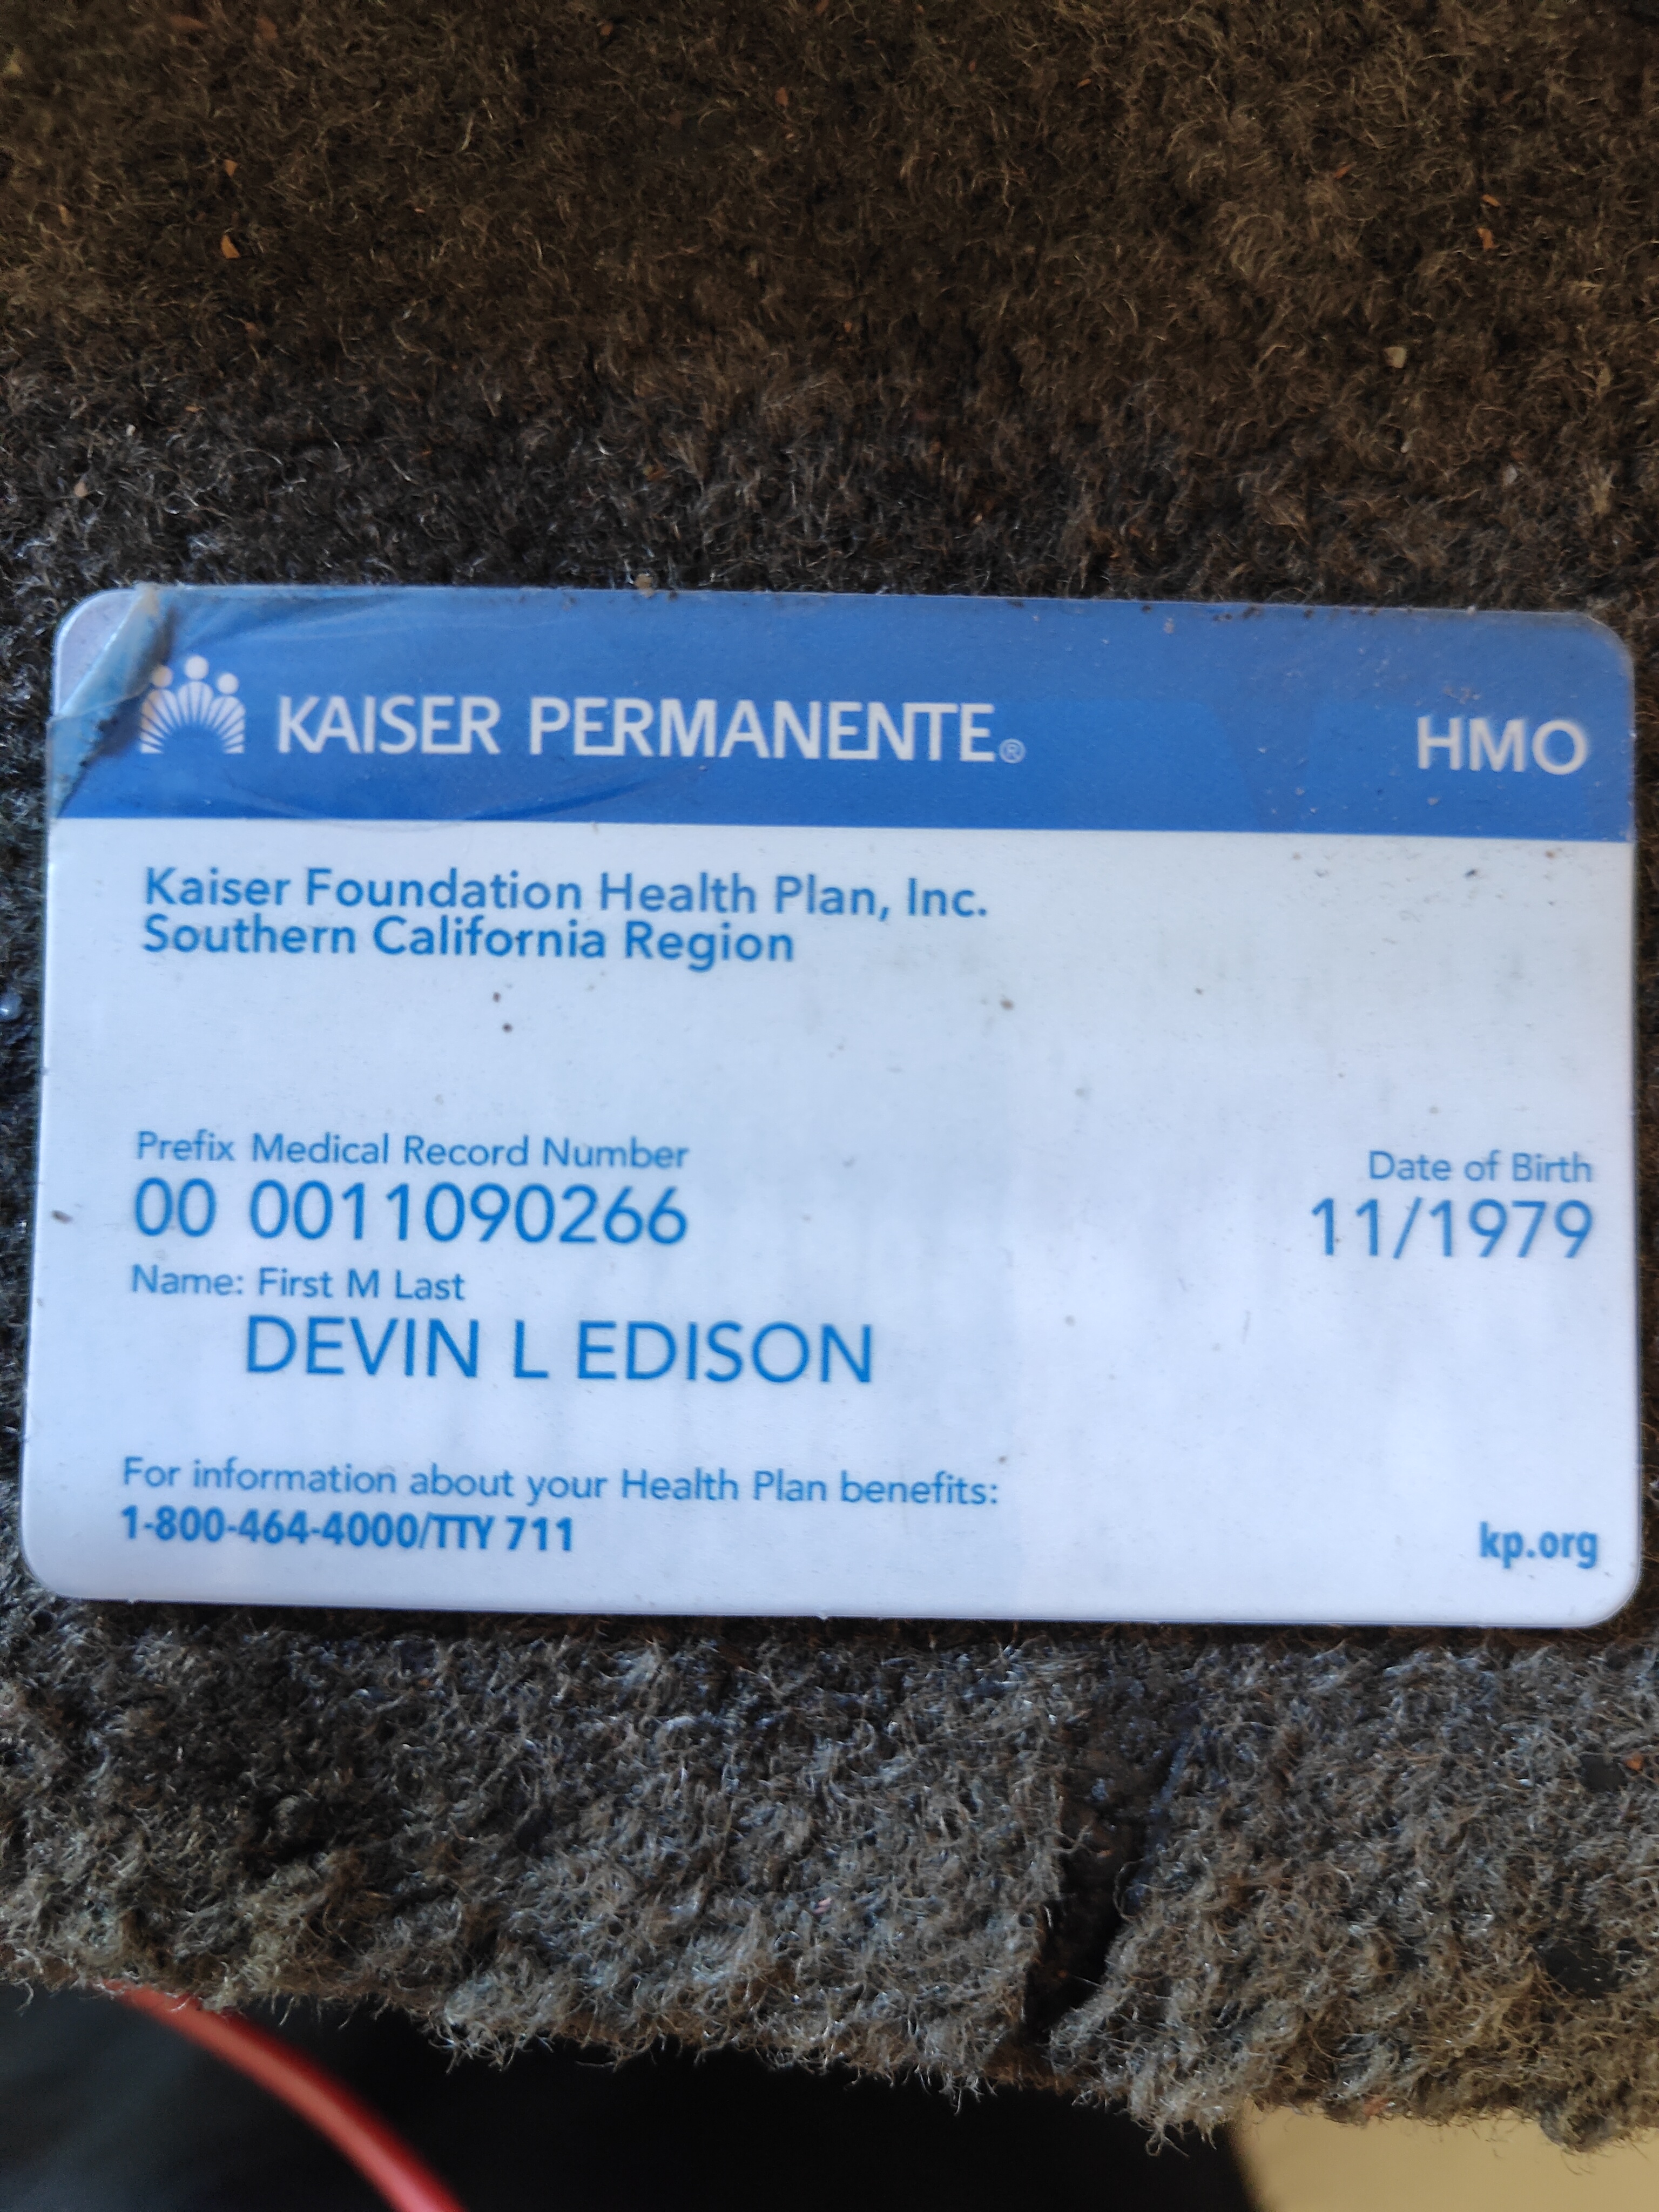 KAISER PERMANENTE®
HMO
Kaiser Foundation Health Plan, Inc.
Southern California Region
Prefix Medical Record Number
00 0011090266
Date of Birth
11/1979
Name: First M Last
DEVIN L EDISON
For information about your Health Plan benefits:
1-800-464-4000/TTY 711
kp.org